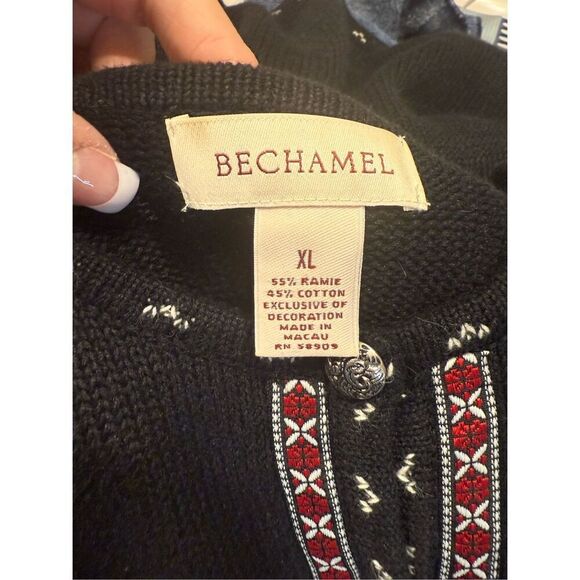 BECHAMEL
XL
55% RAMIE
45% COTTON
EXCLUSIVE OF
DECORATION
MADE IN
MACAU
RN 58909